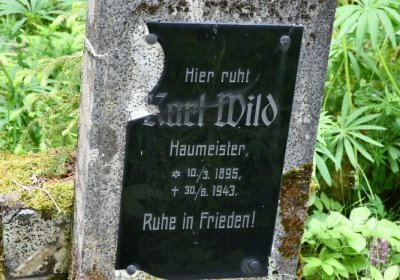 Hier ruht
Karl Wild
Haumeister,
* 10/3. 1895,
† 30/6. 1943.
Ruhe in Frieden!